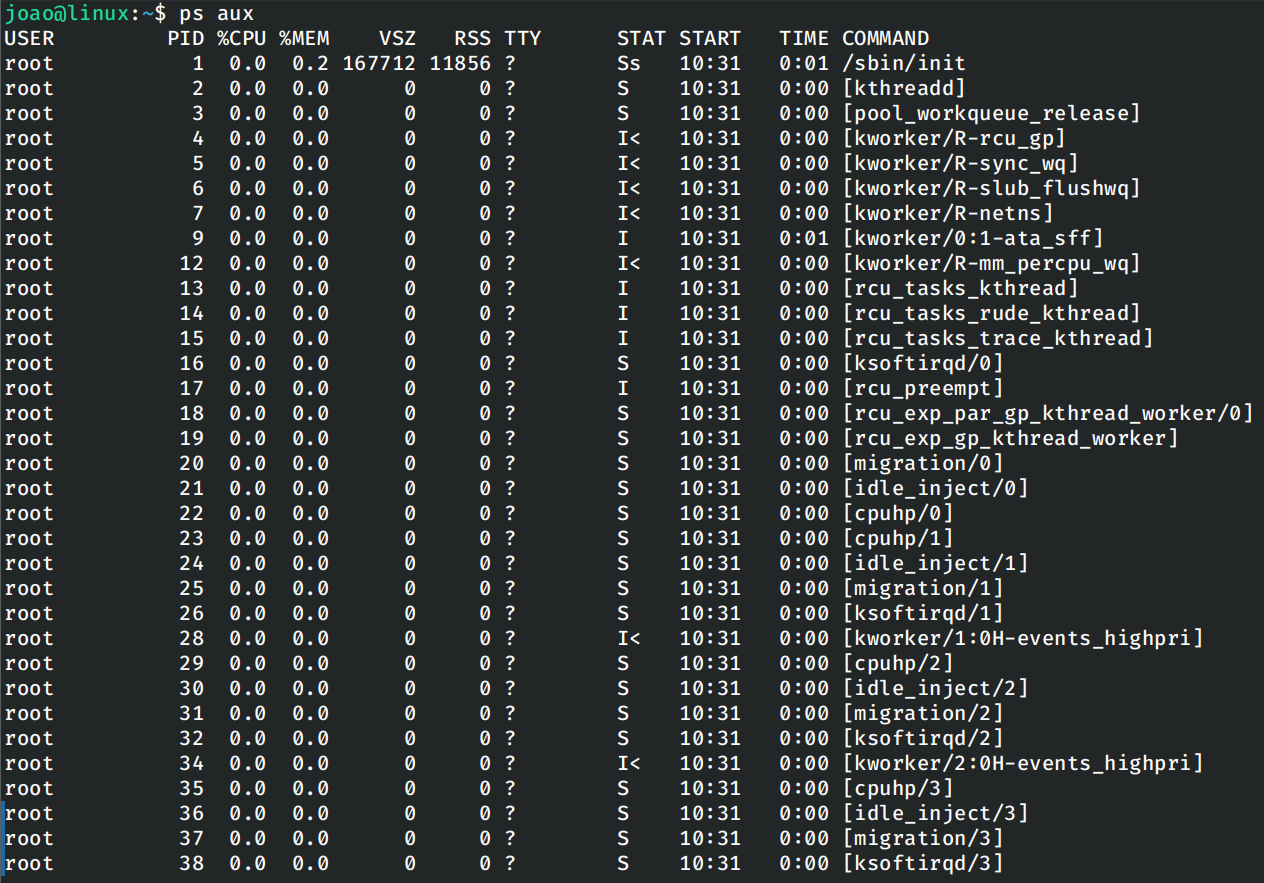 joao@linux:~$ ps aux
USER         PID %CPU %MEM    VSZ   RSS TTY      STAT START   TIME COMMAND
root           1  0.0  0.2 167712 11856 ?        Ss   10:31   0:01 /sbin/init
root           2  0.0  0.0      0     0 ?        S    10:31   0:00 [kthreadd]
root           3  0.0  0.0      0     0 ?        S    10:31   0:00 [pool_workqueue_release]
root           4  0.0  0.0      0     0 ?        I<   10:31   0:00 [kworker/R-rcu_gp]
root           5  0.0  0.0      0     0 ?        I<   10:31   0:00 [kworker/R-sync_wq]
root           6  0.0  0.0      0     0 ?        I<   10:31   0:00 [kworker/R-slub_flushwq]
root           7  0.0  0.0      0     0 ?        I<   10:31   0:00 [kworker/R-netns]
root           9  0.0  0.0      0     0 ?        I    10:31   0:01 [kworker/0:1-ata_sff]
root          12  0.0  0.0      0     0 ?        I<   10:31   0:00 [kworker/R-mm_percpu_wq]
root          13  0.0  0.0      0     0 ?        I    10:31   0:00 [rcu_tasks_kthread]
root          14  0.0  0.0      0     0 ?        I    10:31   0:00 [rcu_tasks_rude_kthread]
root          15  0.0  0.0      0     0 ?        I    10:31   0:00 [rcu_tasks_trace_kthread]
root          16  0.0  0.0      0     0 ?        S    10:31   0:00 [ksoftirqd/0]
root          17  0.0  0.0      0     0 ?        I    10:31   0:00 [rcu_preempt]
root          18  0.0  0.0      0     0 ?        S    10:31   0:00 [rcu_exp_par_gp_kthread_worker/0]
root          19  0.0  0.0      0     0 ?        S    10:31   0:00 [rcu_exp_gp_kthread_worker]
root          20  0.0  0.0      0     0 ?        S    10:31   0:00 [migration/0]
root          21  0.0  0.0      0     0 ?        S    10:31   0:00 [idle_inject/0]
root          22  0.0  0.0      0     0 ?        S    10:31   0:00 [cpuhp/0]
root          23  0.0  0.0      0     0 ?        S    10:31   0:00 [cpuhp/1]
root          24  0.0  0.0      0     0 ?        S    10:31   0:00 [idle_inject/1]
root          25  0.0  0.0      0     0 ?        S    10:31   0:00 [migration/1]
root          26  0.0  0.0      0     0 ?        S    10:31   0:00 [ksoftirqd/1]
root          28  0.0  0.0      0     0 ?        I<   10:31   0:00 [kworker/1:0H-events_highpri]
root          29  0.0  0.0      0     0 ?        S    10:31   0:00 [cpuhp/2]
root          30  0.0  0.0      0     0 ?        S    10:31   0:00 [idle_inject/2]
root          31  0.0  0.0      0     0 ?        S    10:31   0:00 [migration/2]
root          32  0.0  0.0      0     0 ?        S    10:31   0:00 [ksoftirqd/2]
root          34  0.0  0.0      0     0 ?        I<   10:31   0:00 [kworker/2:0H-events_highpri]
root          35  0.0  0.0      0     0 ?        S    10:31   0:00 [cpuhp/3]
root          36  0.0  0.0      0     0 ?        S    10:31   0:00 [idle_inject/3]
root          37  0.0  0.0      0     0 ?        S    10:31   0:00 [migration/3]
root          38  0.0  0.0      0     0 ?        S    10:31   0:00 [ksoftirqd/3]